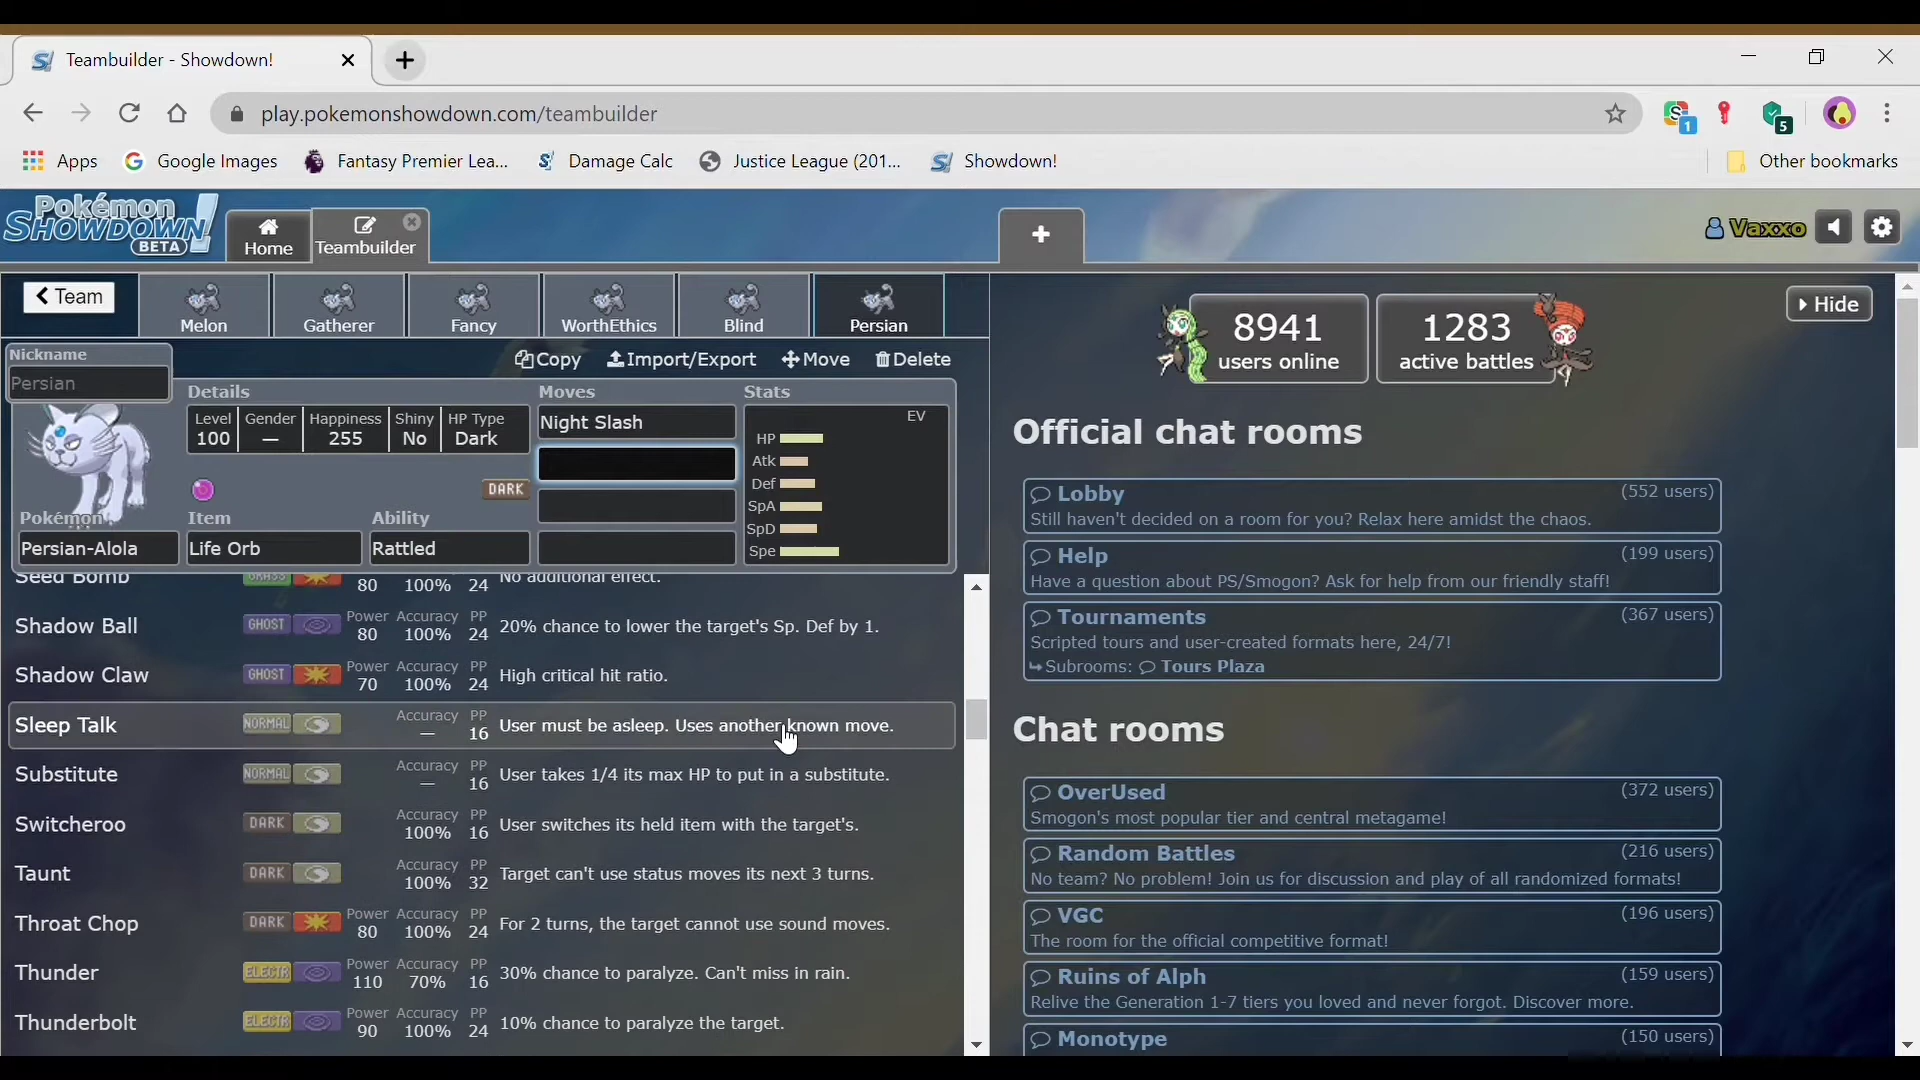 Teambuilder - Showdown!
play.pokemonshowdown.com/teambuilder
1
5
Apps
Google Images
Fantasy Premier Lea...
Damage Calc
Justice League (201...
Showdown!
Other bookmarks
Pokémon
SHOWDOWN!
BETA
Home
Teambuilder
+
Vaxxo
Team
Melon
Gatherer
Fancy
WorthEthics
Blind
Persian
Copy
Import/Export
Move
Delete
Nickname
Persian
Details
Level
100
Gender
—
Happiness
255
Shiny
No
HP Type
Dark
DARK
Pokémon
Persian-Alola
Item
Life Orb
Ability
Rattled
Moves
Night Slash
Stats
EV
HP
Atk
Def
SpA
SpD
Spe
Seed Bomb GRASS 80 100% 24 No additional effect.
Shadow Ball GHOST Power 80 Accuracy 100% PP 24 20% chance to lower the target's Sp. Def by 1.
Shadow Claw GHOST Power 70 Accuracy 100% PP 24 High critical hit ratio.
Sleep Talk NORMAL Accuracy — PP 16 User must be asleep. Uses another known move.
Substitute NORMAL Accuracy — PP 16 User takes 1/4 its max HP to put in a substitute.
Switcheroo DARK Accuracy 100% PP 16 User switches its held item with the target's.
Taunt DARK Accuracy 100% PP 32 Target can't use status moves its next 3 turns.
Throat Chop DARK Power 80 Accuracy 100% PP 24 For 2 turns, the target cannot use sound moves.
Thunder ELECTR Power 110 Accuracy 70% PP 16 30% chance to paralyze. Can't miss in rain.
Thunderbolt ELECTR Power 90 Accuracy 100% PP 24 10% chance to paralyze the target.
8941
users online
1283
active battles
Hide
Official chat rooms
Lobby (552 users)
Still haven't decided on a room for you? Relax here amidst the chaos.
Help (199 users)
Have a question about PS/Smogon? Ask for help from our friendly staff!
Tournaments (367 users)
Scripted tours and user-created formats here, 24/7!
Subrooms: Tours Plaza
Chat rooms
OverUsed (372 users)
Smogon's most popular tier and central metagame!
Random Battles (216 users)
No team? No problem! Join us for discussion and play of all randomized formats!
VGC (196 users)
The room for the official competitive format!
Ruins of Alph (159 users)
Relive the Generation 1-7 tiers you loved and never forgot. Discover more.
Monotype (150 users)